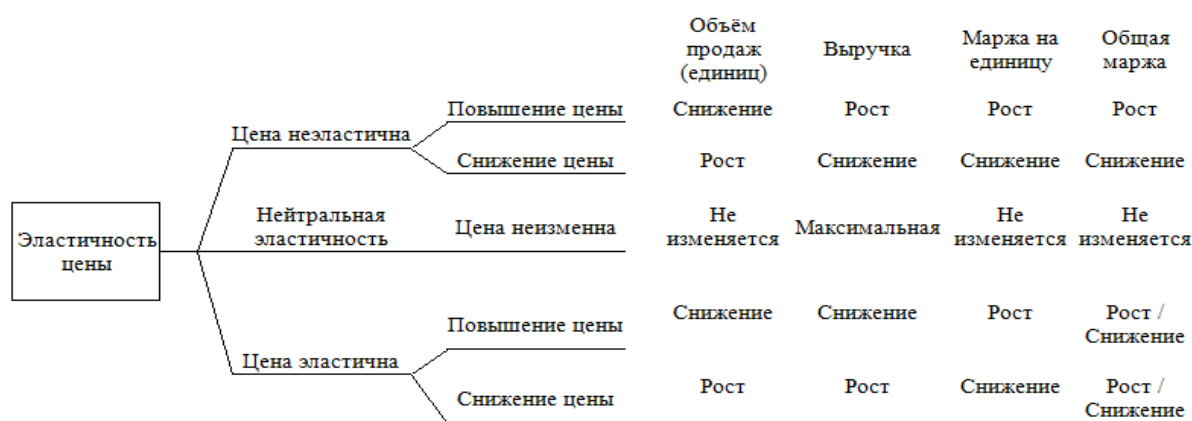 Объём
продаж
(единиц)
Выручка
Маржа на
единицу
Общая
маржа
Повышение цены
Снижение
Рост
Рост
Рост
Цена неэластична
Снижение цены
Рост
Снижение
Снижение
Снижение
Эластичность
цены
Нейтральная
эластичность
Цена неизменна
Не
изменяется
Максимальная
Не
изменяется
Не
изменяется
Повышение цены
Снижение
Снижение
Рост
Рост /
Снижение
Цена эластична
Снижение цены
Рост
Рост
Снижение
Рост /
Снижение